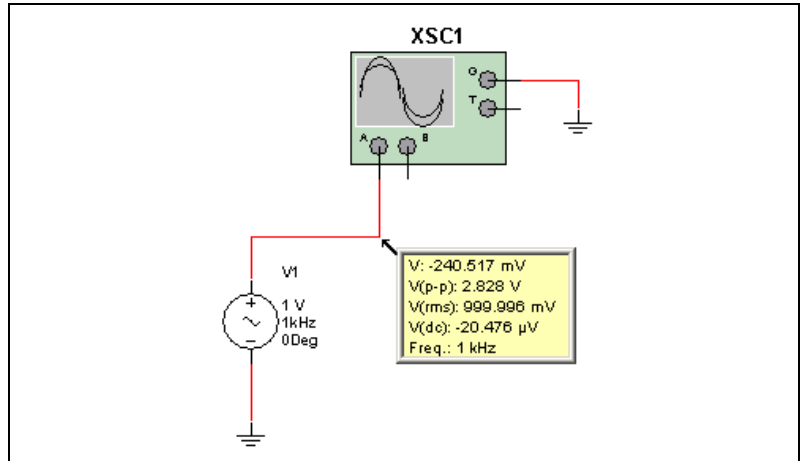 XSC1
G
T
A B
V1
1 V
1kHz
0Deg
V: -240.517 mV
V(p-p): 2.828 V
V(rms): 999.996 mV
V(dc): -20.476 µV
Freq.: 1 kHz